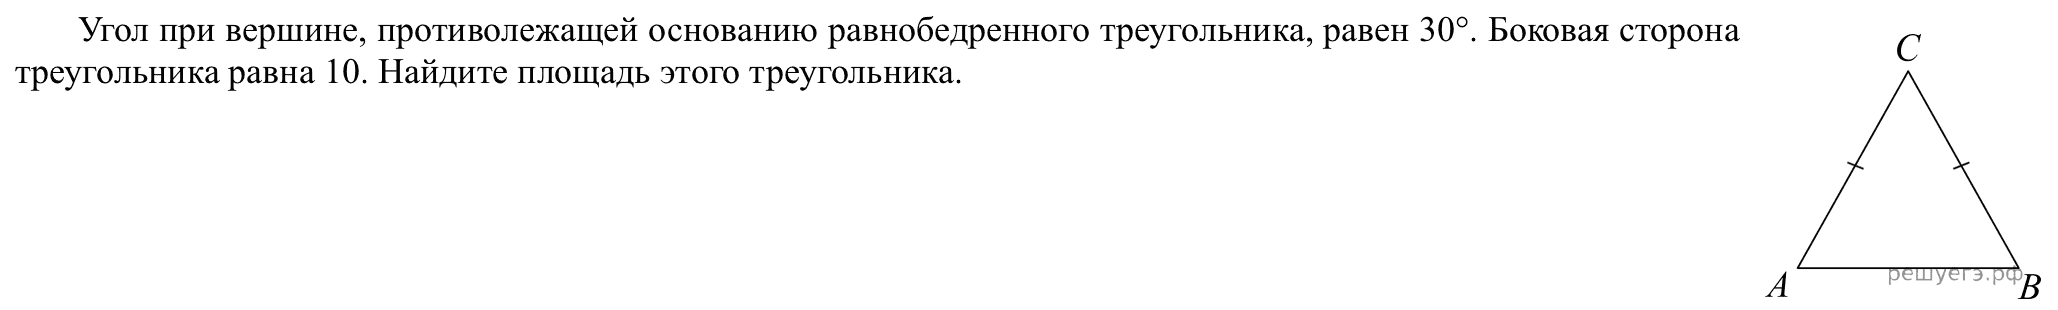 Угол при вершине, противолежащей основанию равнобедренного треугольника, равен 30°. Боковая сторона
треугольника равна 10. Найдите площадь этого треугольника.
C
A
B
решуегэ.рф